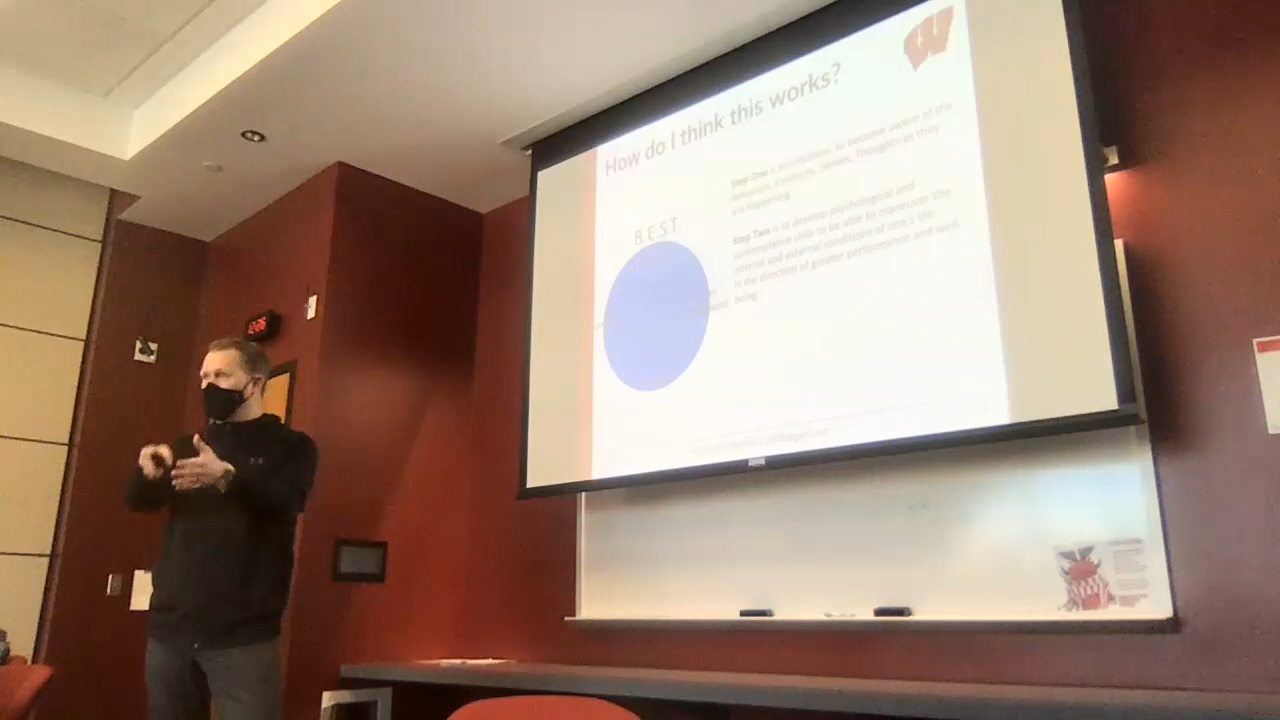 W
How do I think this works?
Step One is to become aware of the
Emotions, Senses, Thoughts as they
are happening
B.E.S.T.
Step Two is to develop psychological and
contemplative skills to be able to maneuver the
internal and external conditions of one's life
in the direction of greater performance and well
being
12:06